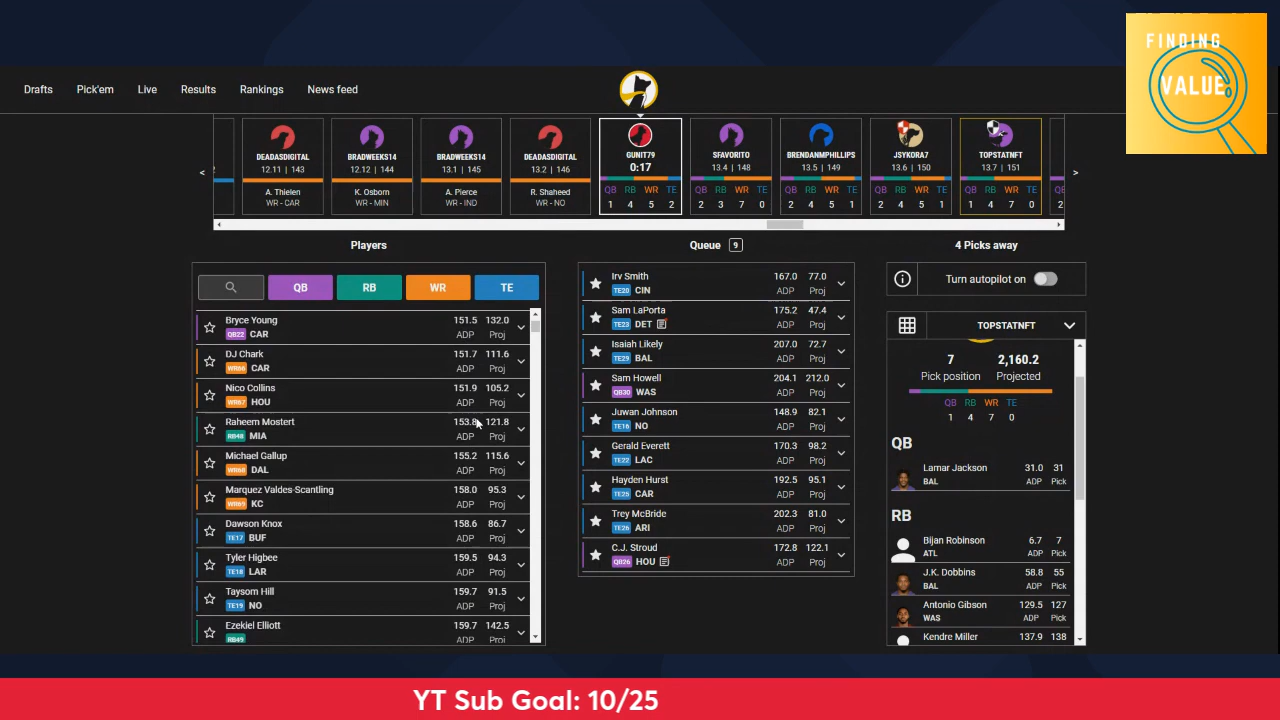 FINDING
VALUE
Drafts Pick'em Live Results Rankings News feed
DEADASDIGITAL BRADWEEKS14 BRADWEEKS14 DEADASDIGITAL GUNIT79 SFAVORITO BRENDANMPHILLIPS JSYKORA7 TOPSTATNFT
12.11 | 143 12.12 | 144 13.1 | 145 13.2 | 146 0:17 13.4 | 148 13.5 | 149 13.6 | 150 13.7 | 151
A. Thielen K. Osborn A. Pierce R. Shaheed QB RB WR TE QB RB WR TE QB RB WR TE QB RB WR TE QB RB WR TE
WR - CAR WR - MIN WR - IND WR - NO 1 4 5 2 2 3 7 0 2 4 5 1 2 4 5 1 1 4 7 0 2
Players
QB RB WR TE
Bryce Young 151.5 132.0
QB22 CAR ADP Proj
DJ Chark 151.7 111.6
WR66 CAR ADP Proj
Nico Collins 151.9 105.2
WR67 HOU ADP Proj
Raheem Mostert 153.8 121.8
RB48 MIA ADP Proj
Michael Gallup 155.2 115.6
WR68 DAL ADP Proj
Marquez Valdes-Scantling 158.0 95.3
WR69 KC ADP Proj
Dawson Knox 158.6 86.7
TE17 BUF ADP Proj
Tyler Higbee 159.5 94.3
TE18 LAR ADP Proj
Taysom Hill 159.7 91.5
TE19 NO ADP Proj
Ezekiel Elliott 159.7 142.5
RB49 ADP Proj
Queue 9
Irv Smith 167.0 77.0
TE20 CIN ADP Proj
Sam LaPorta 175.2 47.4
TE23 DET ADP Proj
Isaiah Likely 207.0 72.7
TE29 BAL ADP Proj
Sam Howell 204.1 212.0
QB30 WAS ADP Proj
Juwan Johnson 148.9 82.1
TE16 NO ADP Proj
Gerald Everett 170.3 98.2
TE22 LAC ADP Proj
Hayden Hurst 192.5 95.1
TE25 CAR ADP Proj
Trey McBride 202.3 81.0
TE26 ARI ADP Proj
C.J. Stroud 172.8 122.1
QB26 HOU ADP Proj
4 Picks away
Turn autopilot on
TOPSTATNFT
7 2,160.2
Pick position Projected
QB RB WR TE
1 4 7 0
QB
Lamar Jackson 31.0 31
BAL ADP Pick
RB
Bijan Robinson 6.7 7
ATL ADP Pick
J.K. Dobbins 58.8 55
BAL ADP Pick
Antonio Gibson 129.5 127
WAS ADP Pick
Kendre Miller 137.9 138
ADP Pick
YT Sub Goal: 10/25